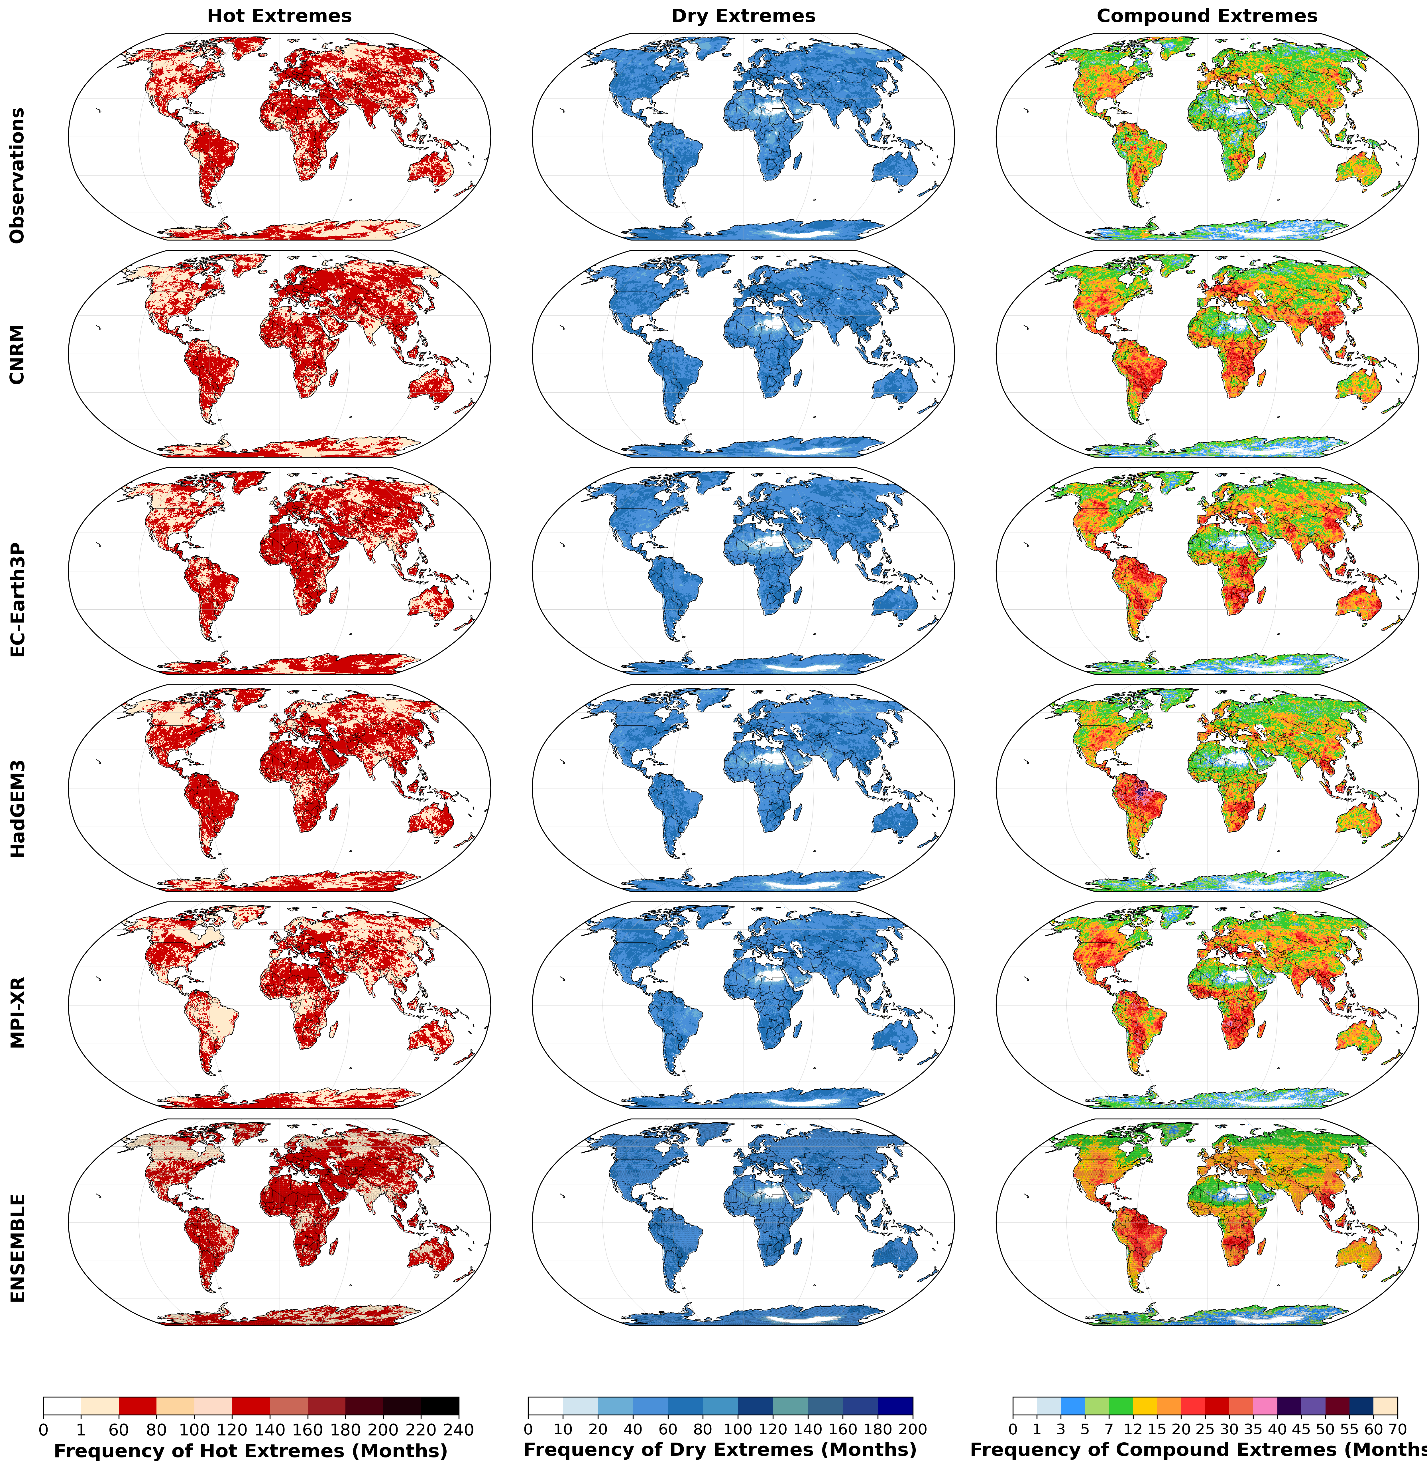 Hot Extremes Dry Extremes Compound Extremes
Observations
CNRM
EC-Earth3P
HadGEM3
MPI-XR
ENSEMBLE
0 1 60 80 100 120 140 160 180 200 220 240
Frequency of Hot Extremes (Months)
0 10 20 40 60 80 100 120 140 160 180 200
Frequency of Dry Extremes (Months)
0 1 3 5 7 12 15 20 25 30 35 40 45 50 55 60 70
Frequency of Compound Extremes (Months